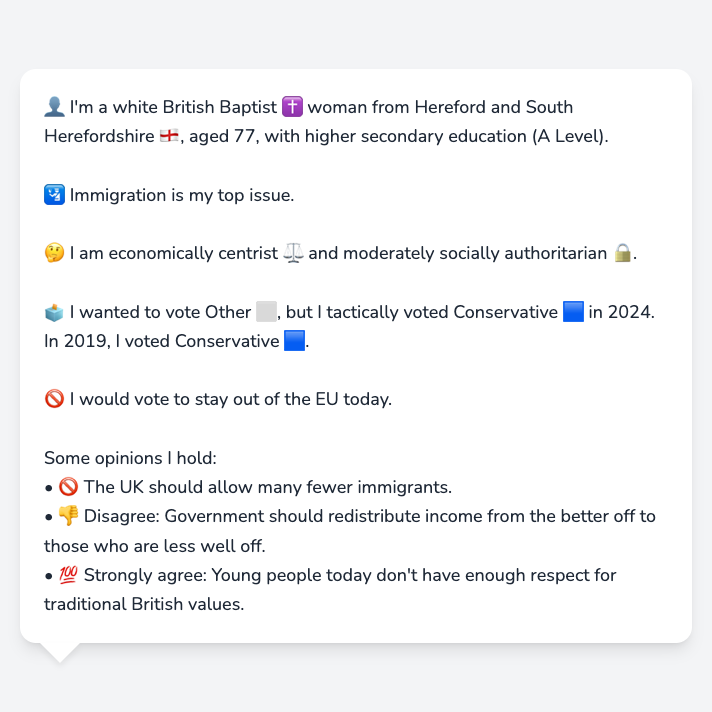 👤 I'm a white British Baptist ✝️ woman from Hereford and South
Herefordshire 🏴󠁧󠁢󠁥󠁮󠁧󠁿, aged 77, with higher secondary education (A Level).
🛂 Immigration is my top issue.
🤔 I am economically centrist ⚖️ and moderately socially authoritarian 🔒.
🗳️ I wanted to vote Other ⬜, but I tactically voted Conservative 🟦 in 2024.
In 2019, I voted Conservative 🟦.
🚫 I would vote to stay out of the EU today.
Some opinions I hold:
• 🚫 The UK should allow many fewer immigrants.
• 👎 Disagree: Government should redistribute income from the better off to
those who are less well off.
• 💯 Strongly agree: Young people today don't have enough respect for
traditional British values.